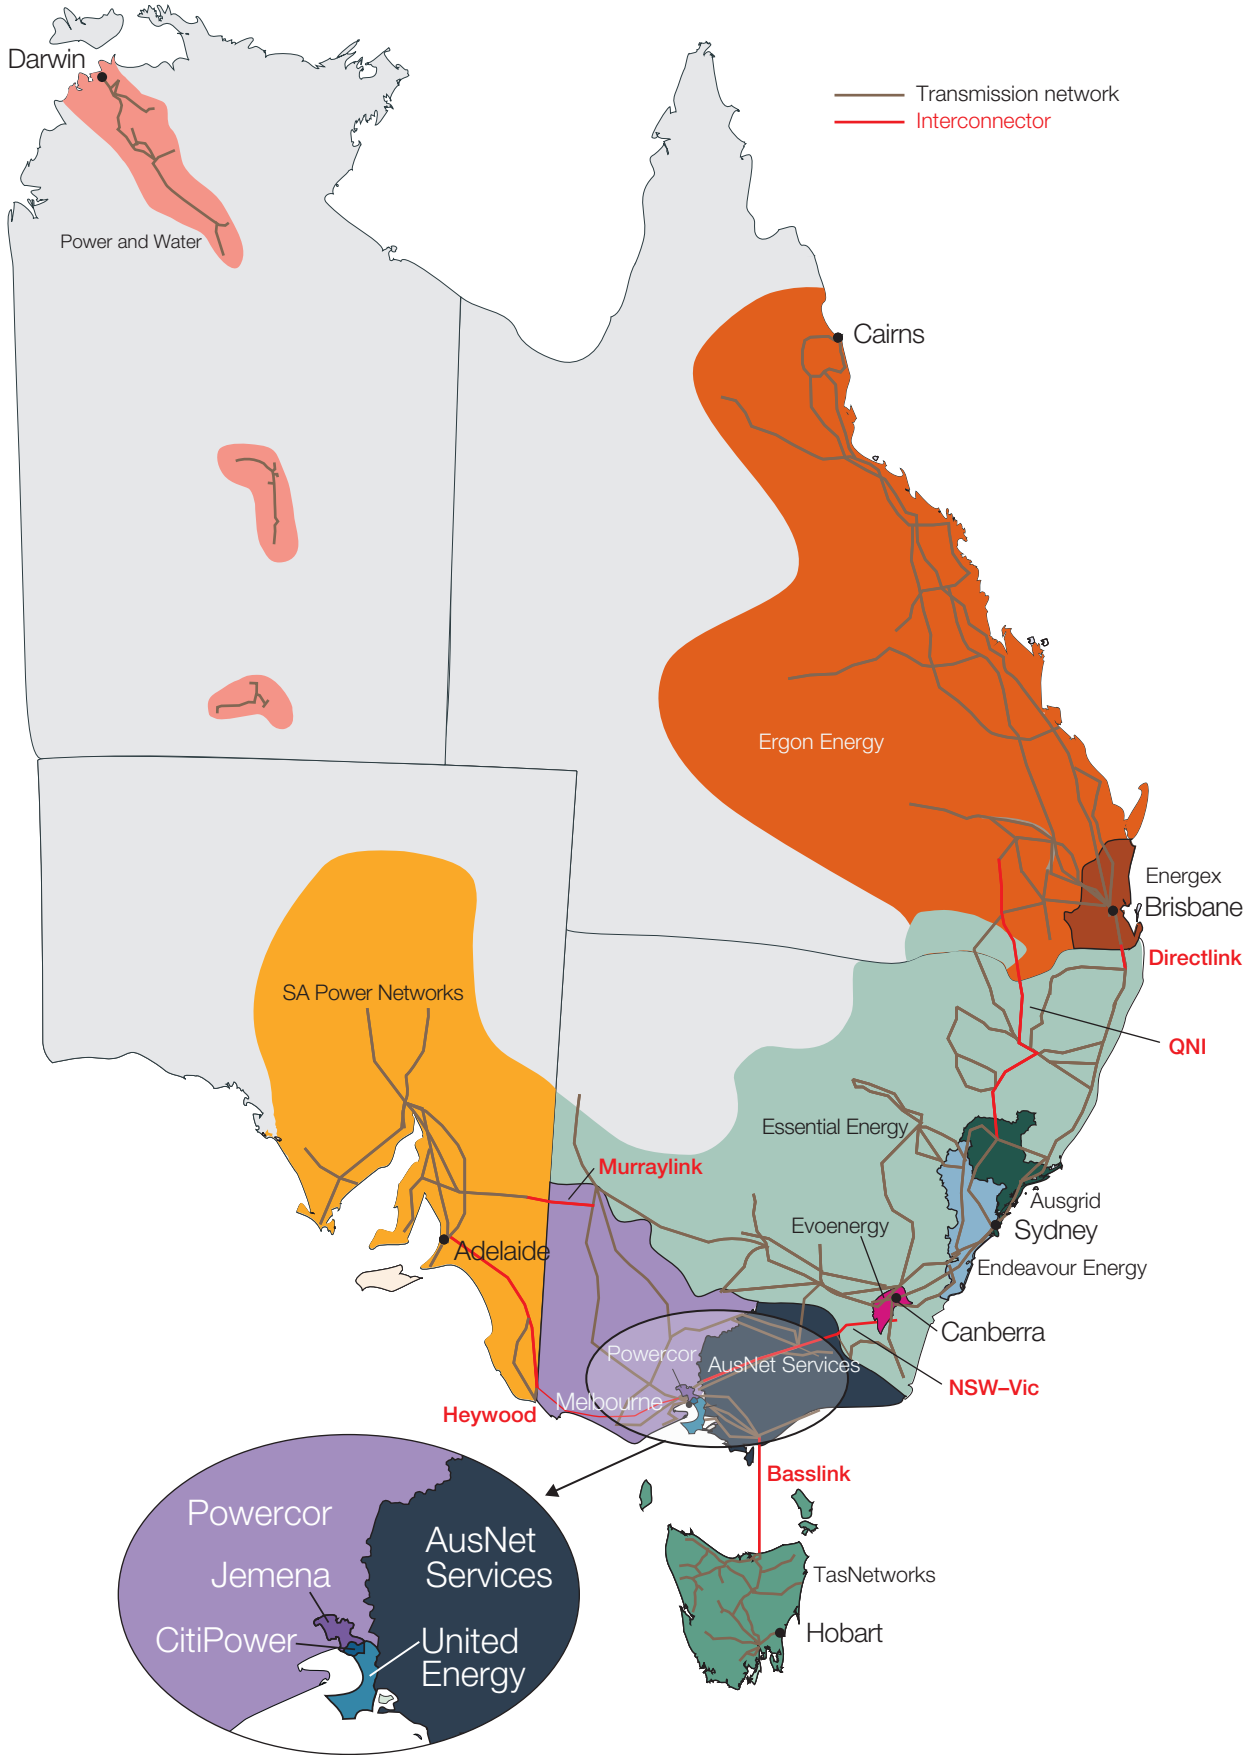 Darwin
Transmission network
Interconnector
Power and Water
Cairns
Ergon Energy
Energex
Brisbane
Directlink
SA Power Networks
QNI
Essential Energy
Murraylink
Ausgrid
Evoenergy
Sydney
Adelaide
Endeavour Energy
Canberra
Powercor
AusNet Services
NSW–Vic
Melbourne
Heywood
Basslink
Powercor
AusNet
Services
Jemena
TasNetworks
CitiPower
United
Energy
Hobart